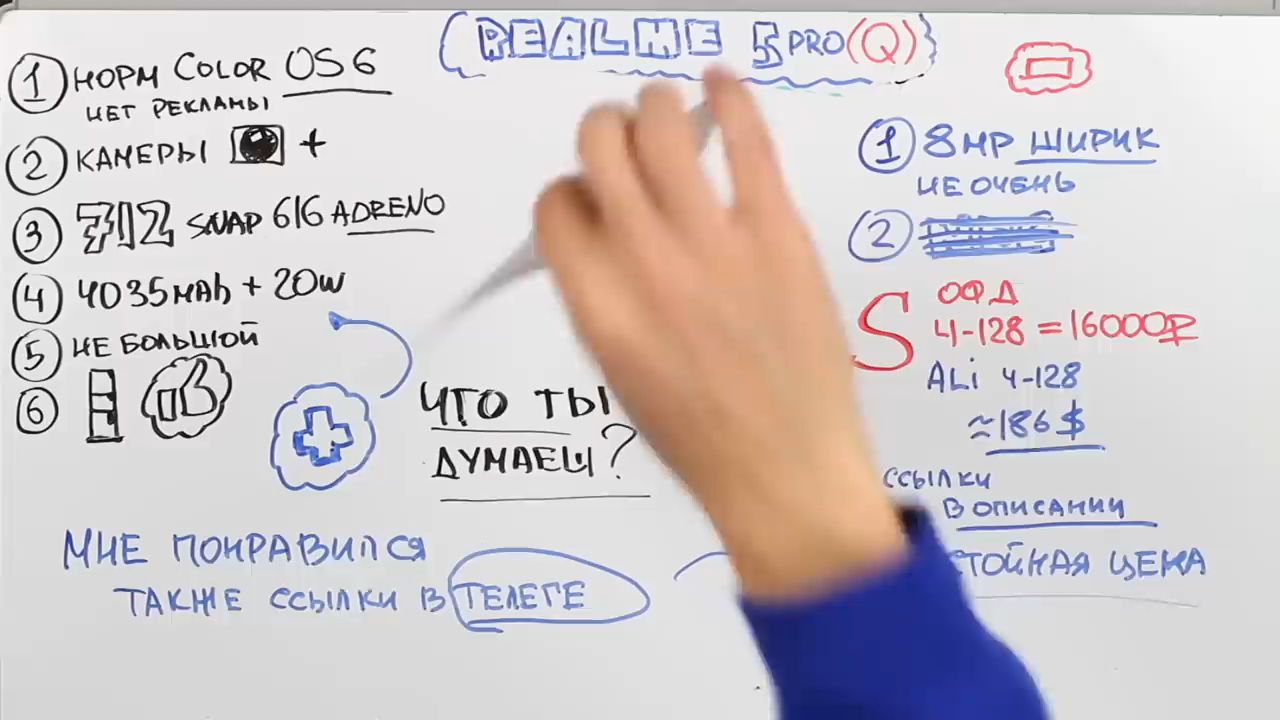 REALME 5 PRO (Q)
1 НОРМ COLOR OS 6
НЕТ РЕКЛАМЫ
2 КАМЕРЫ +
3 712 SNAP 616 ADRENO
4 4035 MAH + 20W
5 НЕ БОЛЬШОЙ
6
ЧТО ТЫ
ДУМАЕШ?
1 8МР ШИРИК
НЕ ОЧЕНЬ
2
S ОФД
4-128 = 16000₽
ALi 4-128
≈186$
ССЫЛКИ
В ОПИСАНИИ
СТОЙНАЯ ЦЕНА
МНЕ ПОНРАВИЛСЯ
ТАКЖЕ ССЫЛКИ В ТЕЛЕГЕ